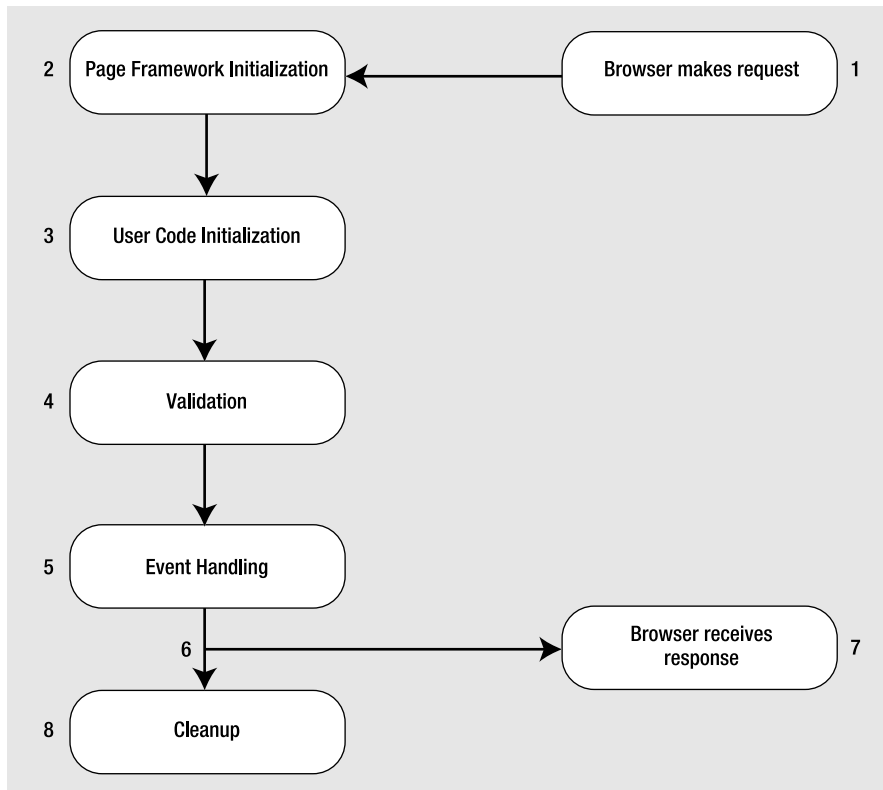 1
Browser makes request
2
Page Framework Initialization
3
User Code Initialization
4
Validation
5
Event Handling
6
7
Browser receives
response
8
Cleanup